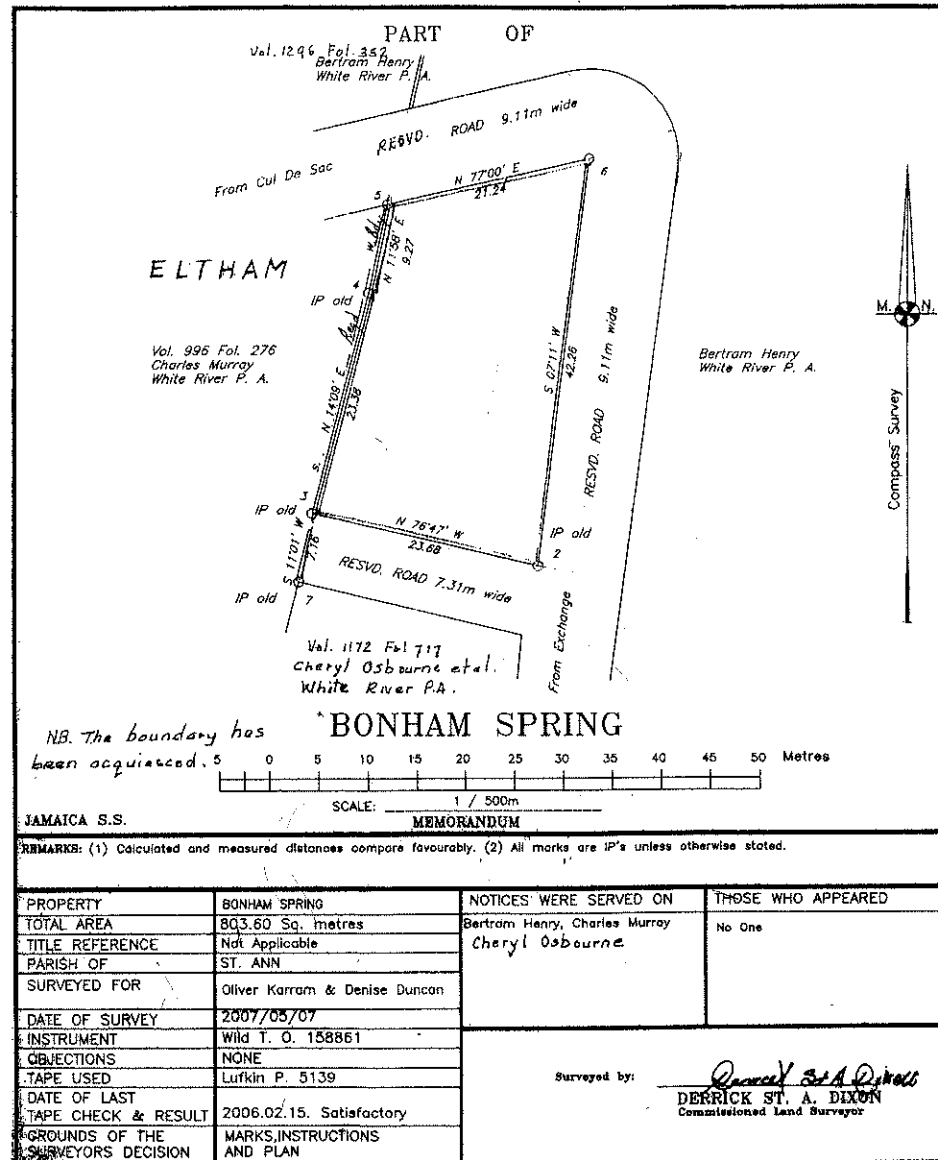 PART OF
Vol. 1296 Fol. 352
Bertram Henry
White River P. A.
RESVD. ROAD 9.11m wide
From Cul De Sac
N 77°00' E
21.24
6
5
N 11°58' E
9.27
ELTHAM
4
IP old
Road
M. N.
Vol. 996 Fol. 276
Charles Murray
White River P. A.
N 14°09' E
23.38
S 07°11' W
42.26
RESVD. ROAD 9.11m wide
Bertram Henry
White River P. A.
Compass Survey
s.
3
IP old
N 76°47' W
23.68
IP old
2
S 11°01' W
7.16
RESVD. ROAD 7.31m wide
IP old
7
From Exchange
Vol. 1172 Fol 717
Cheryl Osbourne etal.
White River P.A.
BONHAM SPRING
NB. The boundary has
been acquiesced.
5 0 5 10 15 20 25 30 35 40 45 50 Metres
SCALE: 1 / 500m
JAMAICA S.S. MEMORANDUM
REMARKS: (1) Calculated and measured distances compare favourably. (2) All marks are IP's unless otherwise stated.
PROPERTY BONHAM SPRING
TOTAL AREA 803.60 Sq. metres
TITLE REFERENCE Not Applicable
PARISH OF ST. ANN
SURVEYED FOR Oliver Karram & Denise Duncan
DATE OF SURVEY 2007/05/07
INSTRUMENT Wild T. O. 158861
OBJECTIONS NONE
TAPE USED Lufkin P. 5139
DATE OF LAST
TAPE CHECK & RESULT 2006.02.15. Satisfactory
GROUNDS OF THE MARKS,INSTRUCTIONS
SURVEYORS DECISION AND PLAN
NOTICES WERE SERVED ON
Bertram Henry, Charles Murray
Cheryl Osbourne
THOSE WHO APPEARED
No One
Surveyed by:
DERRICK ST. A. DIXON
Commissioned Land Surveyor